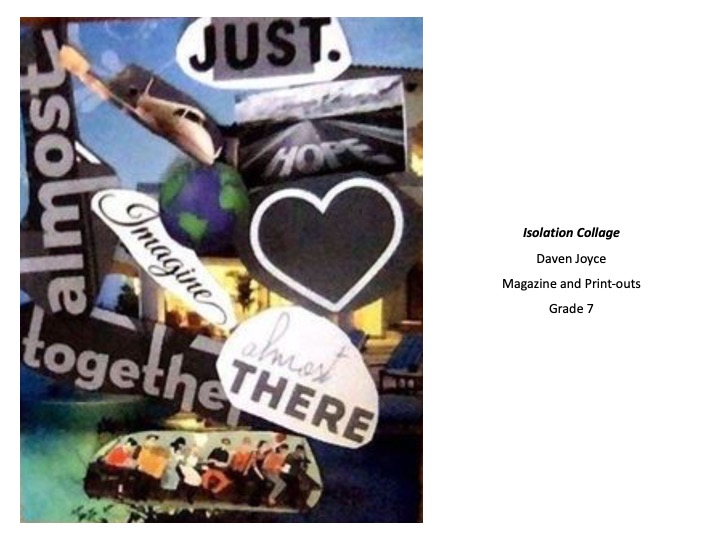 JUST.
almost
HOPE
Imagine
together
almost
THERE
Isolation Collage
Daven Joyce
Magazine and Print-outs
Grade 7